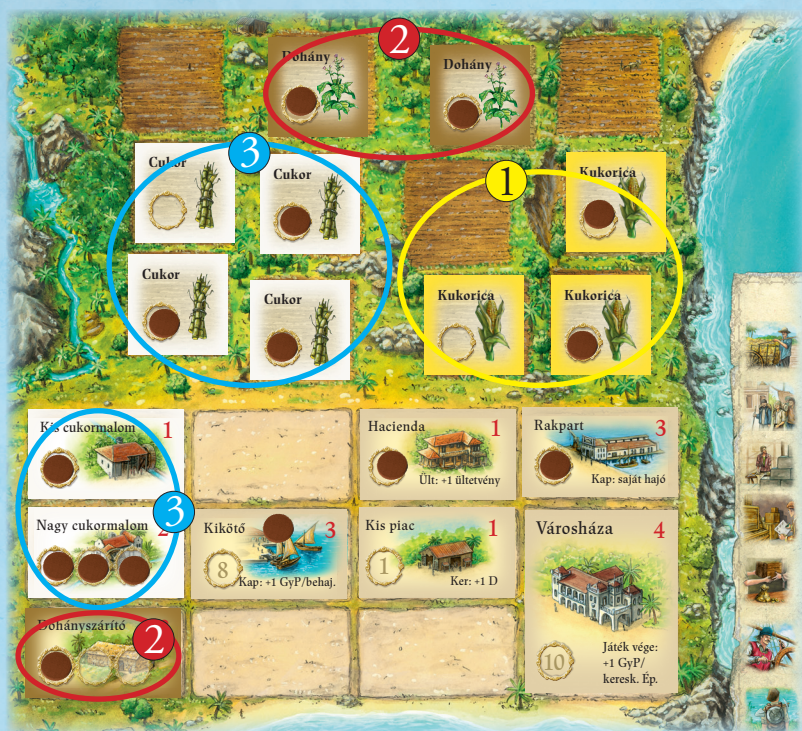 2
Dohány
Dohány
3
Cukor
Cukor
1
Kukorica
Cukor
Cukor
Kukorica
Kukorica
Kis cukormalom 1
Hacienda 1
Ült: +1 ültetvény
Rakpart 3
Kap: saját hajó
3
Nagy cukormalom 2
Kikötő 3
8
Kap: +1 GyP/behaj.
Kis piac 1
1
Ker: +1 D
Városháza 4
10
Játék vége:
+1 GyP/
keresk. Ép.
Dohányszárító
2